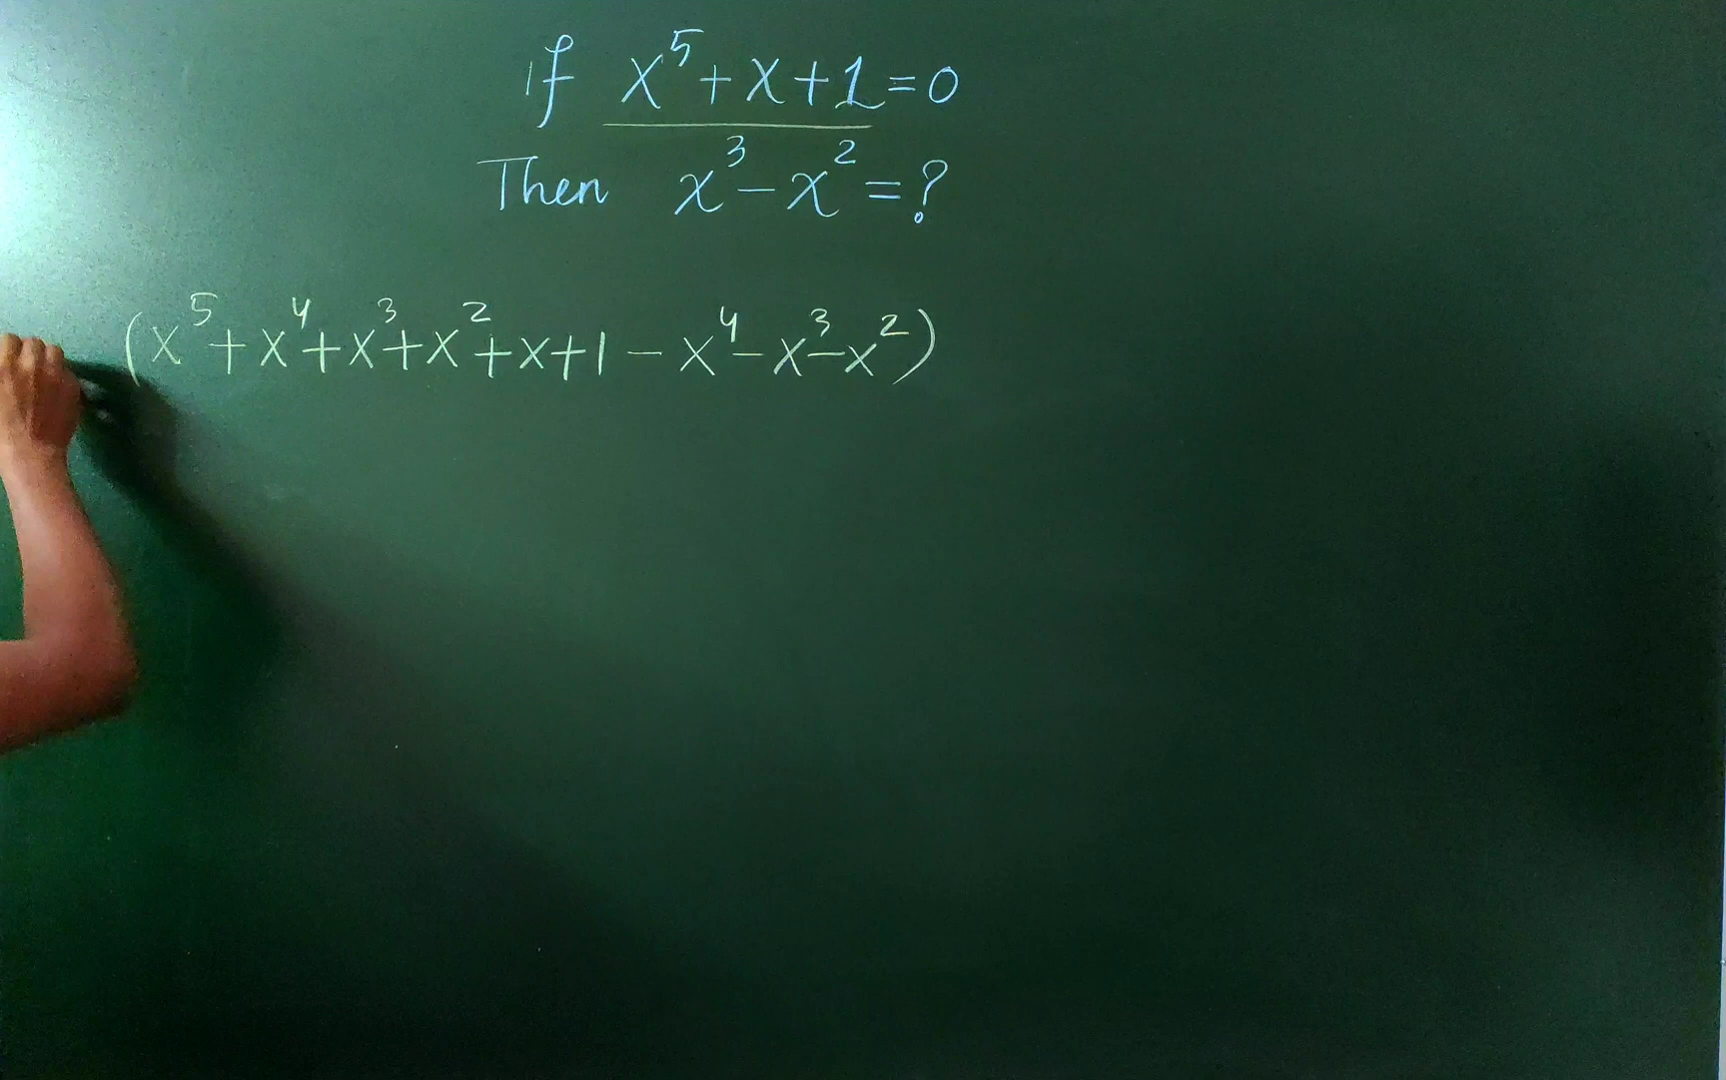 If x⁵+x+1=0
Then x³-x²=?
(x⁵+x⁴+x³+x²+x+1-x⁴-x³-x²)